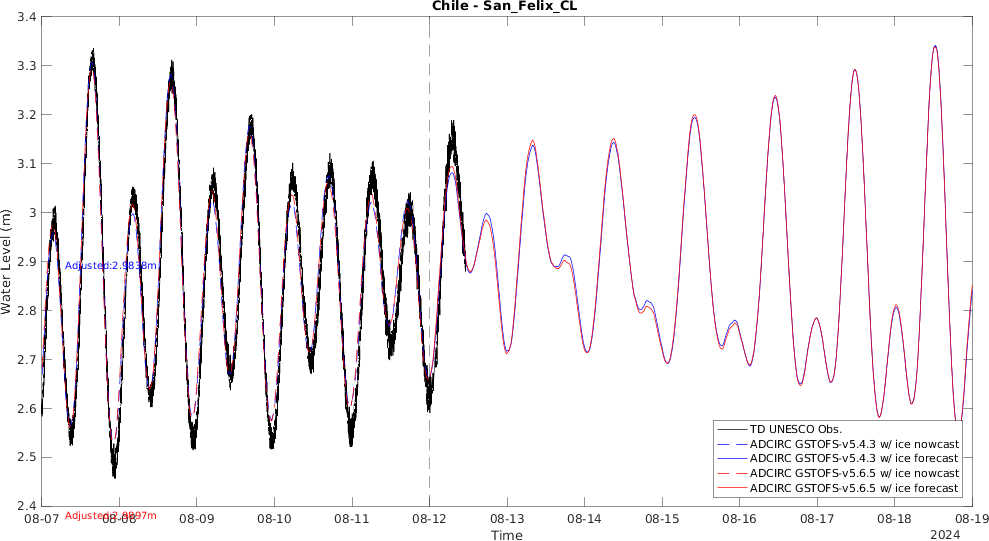 Chile - San_Felix_CL
3.4
3.3
3.2
3.1
3
2.9
2.8
2.7
2.6
2.5
2.4
Water Level (m)
Adjusted:2.9838m
TD UNESCO Obs.
ADCIRC GSTOFS-v5.4.3 w/ ice nowcast
ADCIRC GSTOFS-v5.4.3 w/ ice forecast
ADCIRC GSTOFS-v5.6.5 w/ ice nowcast
ADCIRC GSTOFS-v5.6.5 w/ ice forecast
08-07 08-08 08-09 08-10 08-11 08-12 08-13 08-14 08-15 08-16 08-17 08-18 08-19
Time
2024